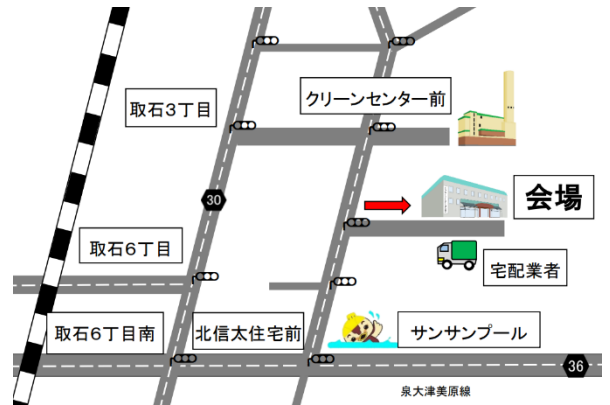 取石3丁目
クリーンセンター前
30
会場
取石6丁目
宅配業者
取石6丁目南
北信太住宅前
サンサンプール
36
泉大津美原線